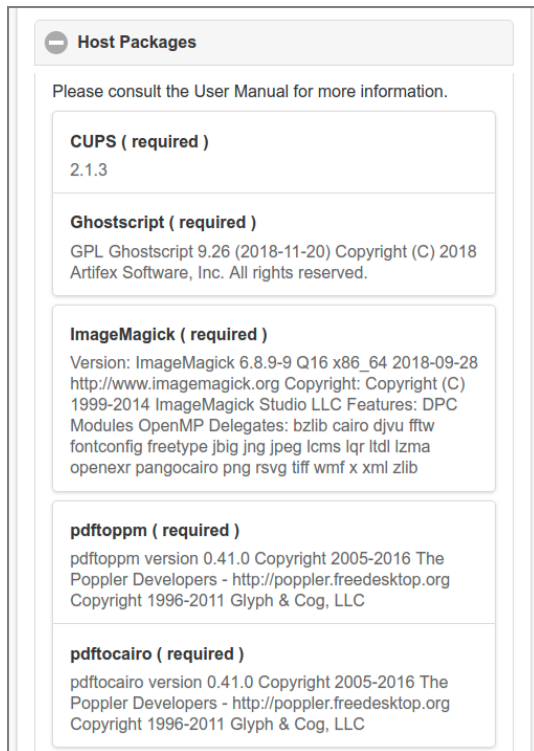 Host Packages
Please consult the User Manual for more information.
CUPS ( required )
2.1.3
Ghostscript ( required )
GPL Ghostscript 9.26 (2018-11-20) Copyright (C) 2018
Artifex Software, Inc. All rights reserved.
ImageMagick ( required )
Version: ImageMagick 6.8.9-9 Q16 x86_64 2018-09-28
http://www.imagemagick.org Copyright: Copyright (C)
1999-2014 ImageMagick Studio LLC Features: DPC
Modules OpenMP Delegates: bzlib cairo djvu fftw
fontconfig freetype jbig jng jpeg lcms lqr ltdl lzma
openexr pangocairo png rsvg tiff wmf x xml zlib
pdftoppm ( required )
pdftoppm version 0.41.0 Copyright 2005-2016 The
Poppler Developers - http://poppler.freedesktop.org
Copyright 1996-2011 Glyph & Cog, LLC
pdftocairo ( required )
pdftocairo version 0.41.0 Copyright 2005-2016 The
Poppler Developers - http://poppler.freedesktop.org
Copyright 1996-2011 Glyph & Cog, LLC